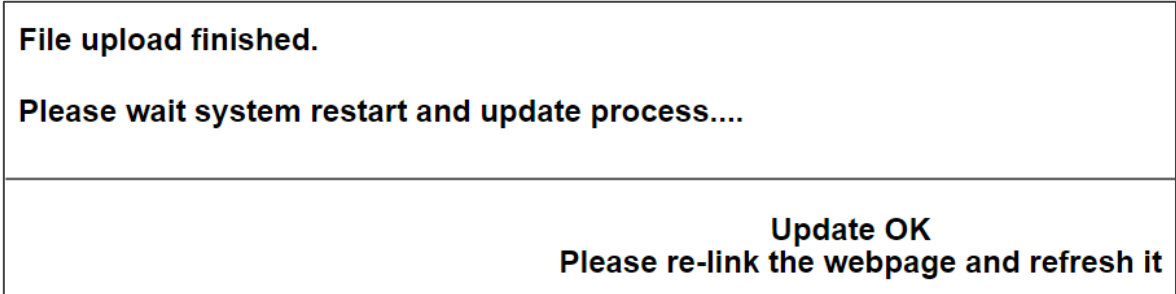 File upload finished.
Please wait system restart and update process....
Update OK
Please re-link the webpage and refresh it